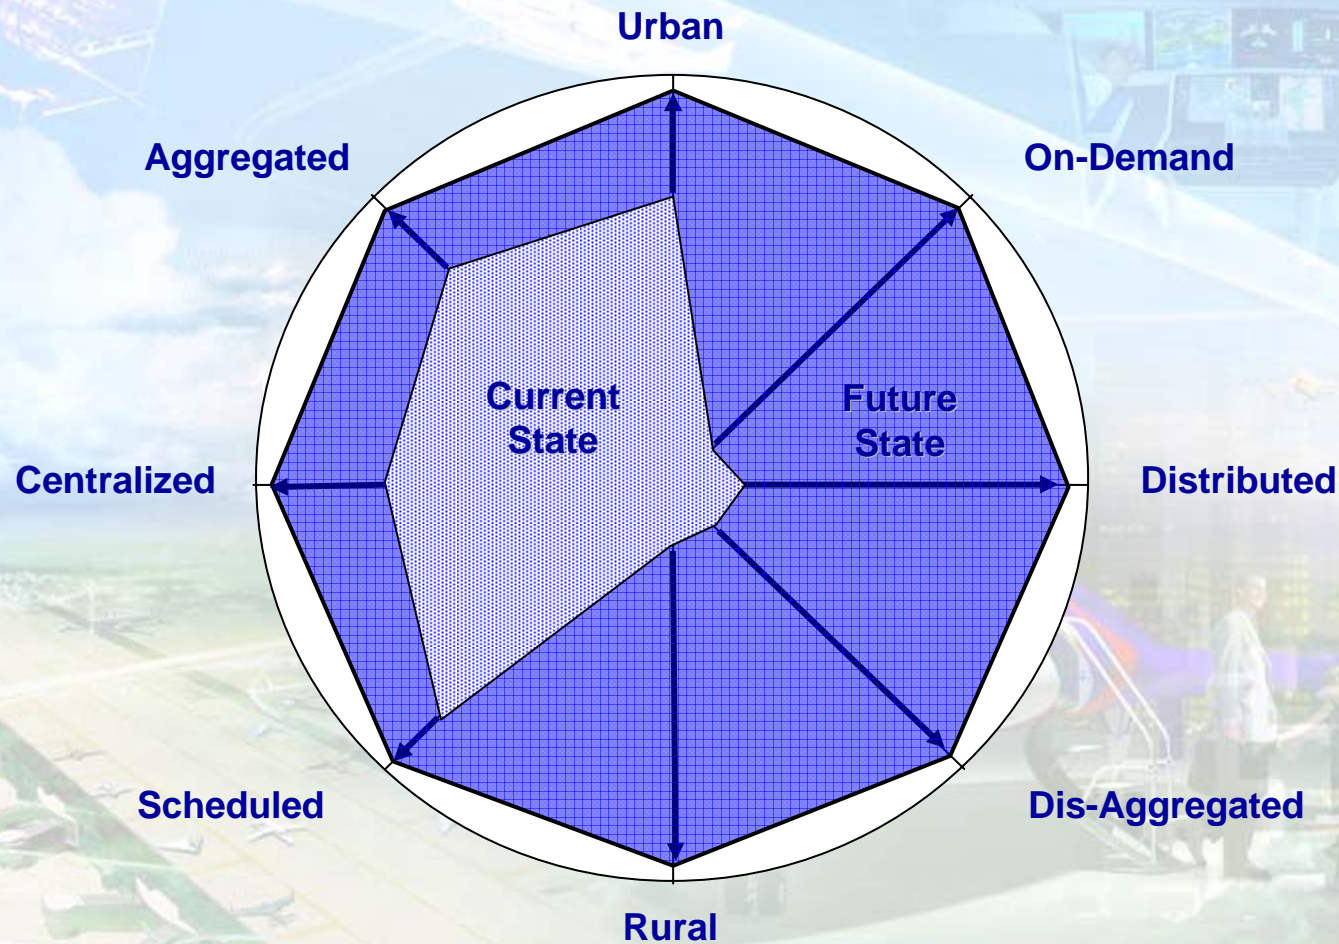 Urban
Aggregated
On-Demand
Current
State
Future
State
Centralized
Distributed
Scheduled
Dis-Aggregated
Rural